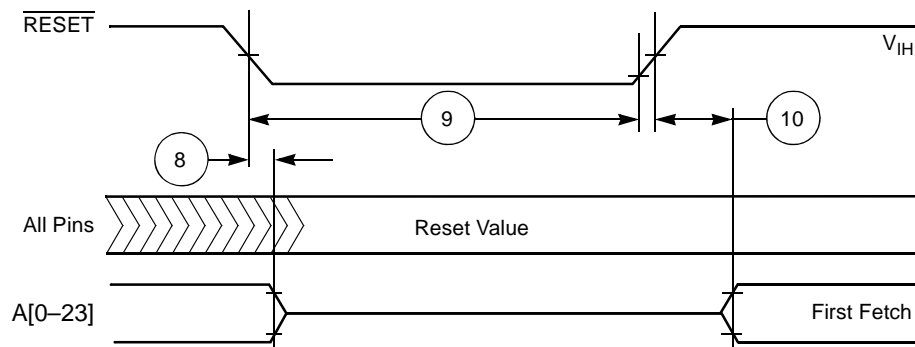 RESET
V_IH
9
10
8
All Pins
Reset Value
A[0–23]
First Fetch